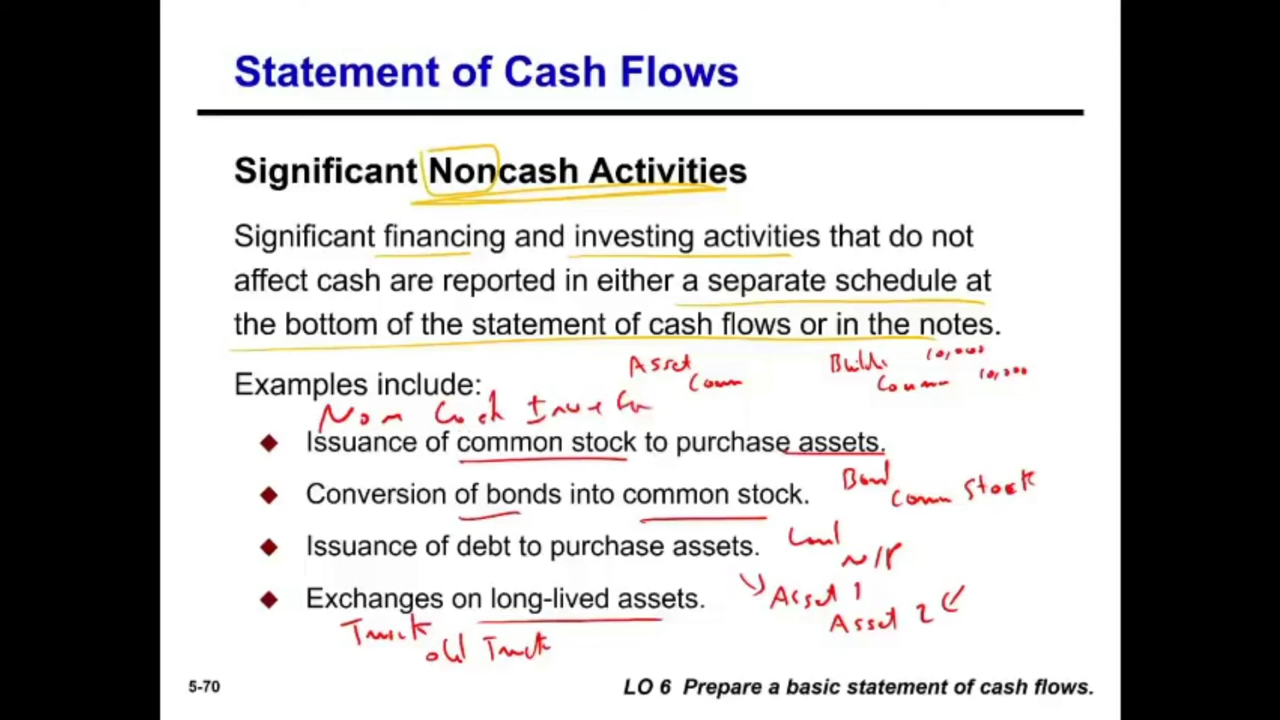 Statement of Cash Flows
Significant Noncash Activities
Significant financing and investing activities that do not
affect cash are reported in either a separate schedule at
the bottom of the statement of cash flows or in the notes.
Asset
Comm
10,000
10,000
Examples include:
Non Cash
◆ Issuance of common stock to purchase assets.
Bond
Comm Stock
◆ Conversion of bonds into common stock.
◆ Issuance of debt to purchase assets.
N/P
◆ Exchanges on long-lived assets.
Asset 1
Asset 2
Truck
old Truck
5-70
LO 6 Prepare a basic statement of cash flows.